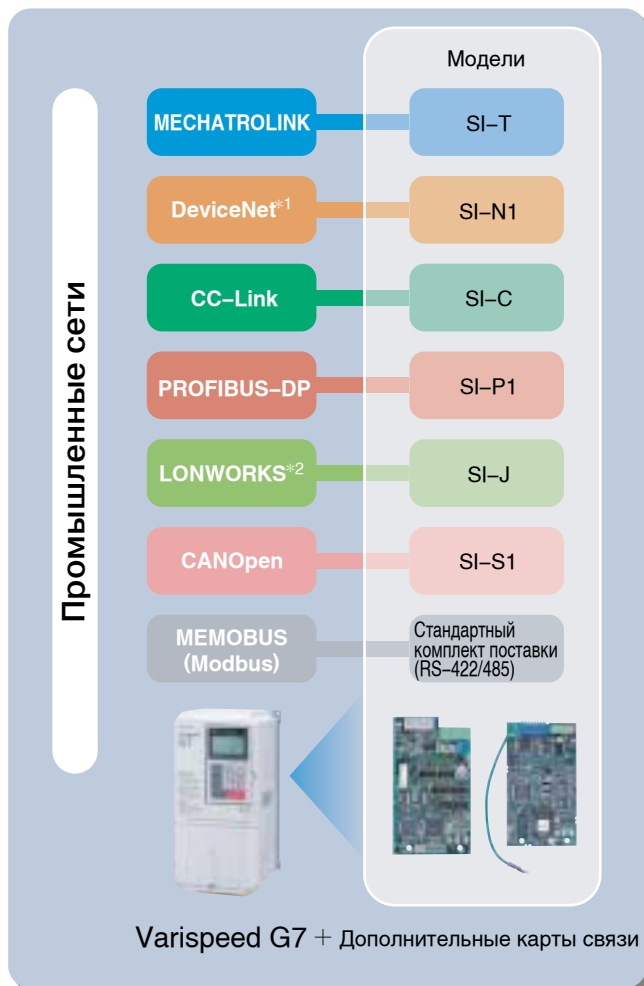 Модели
Промышленные сети
MECHATROLINK
SI–T
DeviceNet*1
SI–N1
CC–Link
SI–C
PROFIBUS–DP
SI–P1
LONWORKS*2
SI–J
CANOpen
SI–S1
MEMOBUS
(Modbus)
Стандартный
комплект поставки
(RS–422/485)
Varispeed G7 + Дополнительные карты связи